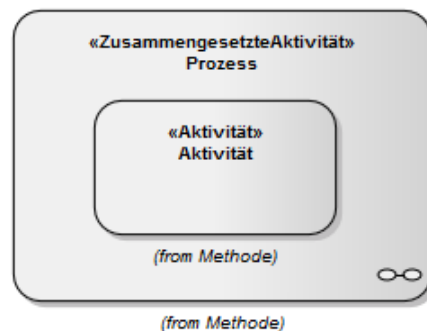 «ZusammengesetzteAktivität»
Prozess
«Aktivität»
Aktivität
(from Methode)
(from Methode)